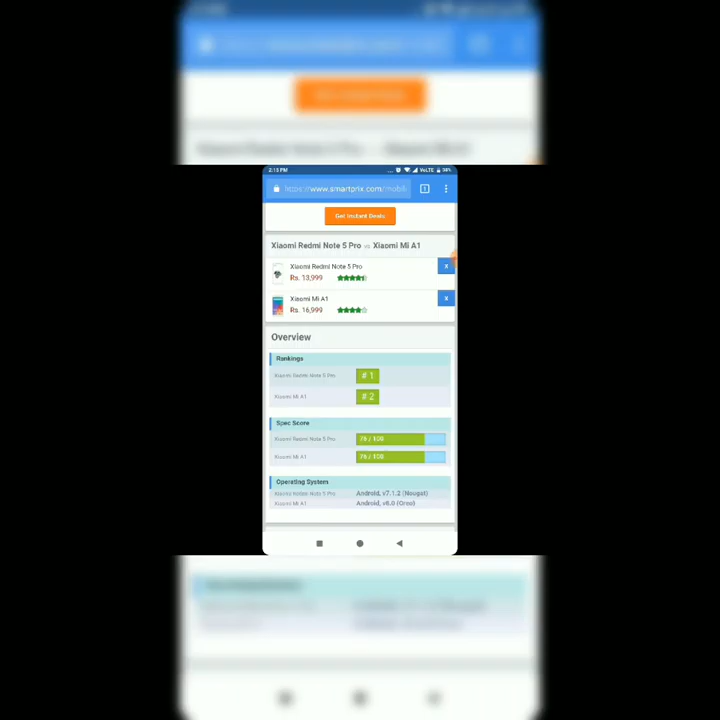 2:13 PM ... VoLTE 38%
https://www.smartprix.com/mobil
1
Get Instant Deals
Xiaomi Redmi Note 5 Pro vs Xiaomi Mi A1
Xiaomi Redmi Note 5 Pro
Rs. 13,999
x
Xiaomi Mi A1
Rs. 16,999
x
Overview
Rankings
Xiaomi Redmi Note 5 Pro # 1
Xiaomi Mi A1 # 2
Spec Score
Xiaomi Redmi Note 5 Pro 76 / 100
Xiaomi Mi A1 76 / 100
Operating System
Xiaomi Redmi Note 5 Pro Android, v7.1.2 (Nougat)
Xiaomi Mi A1 Android, v8.0 (Oreo)